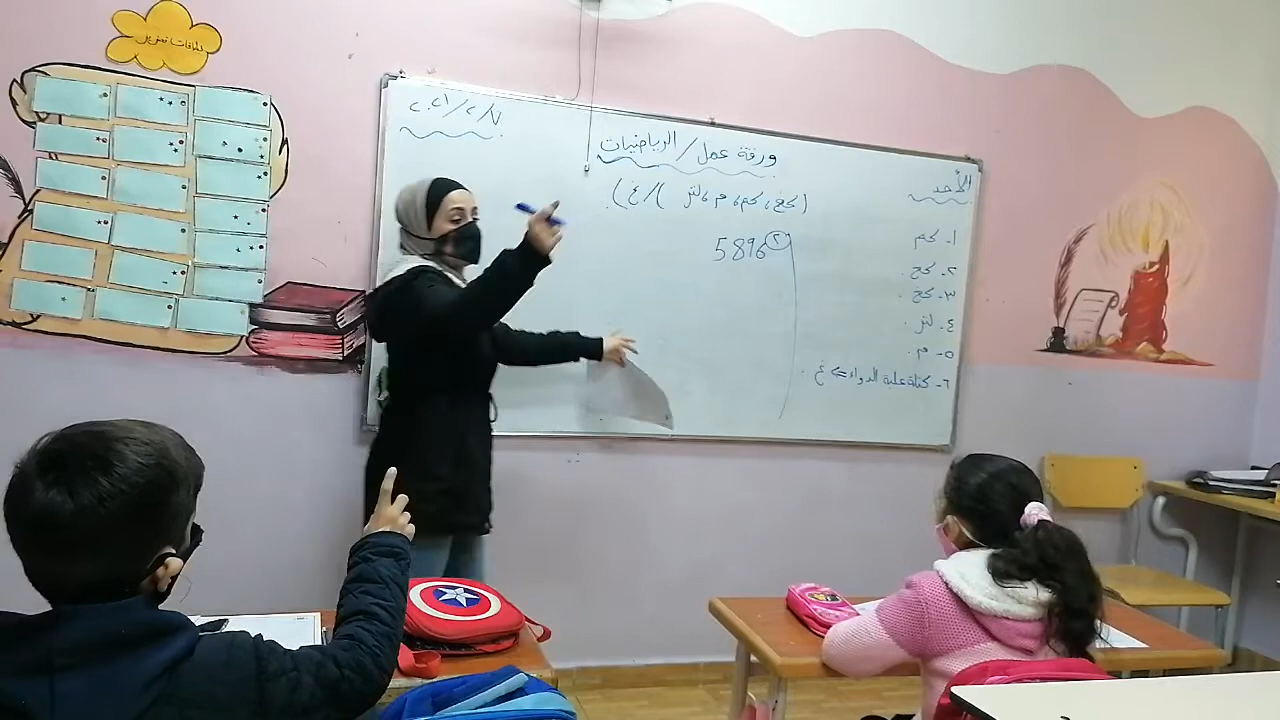 الأحد
ورقة عمل/الرياضيات
(كغ، كم، م، لتر )/غ)
5896 ②
١- كم
٢- كغ .
٣- كغ .
٤- لتر .
٥- م .
٦- كتلة علبة الدواء => غ .